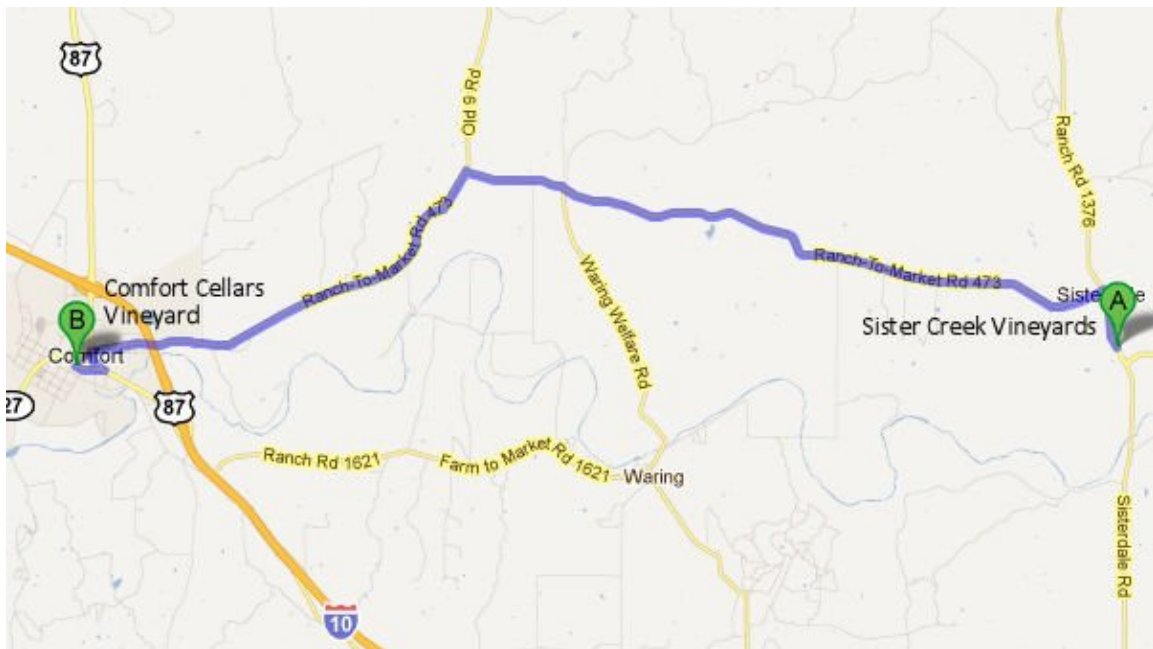 87
Old 9 Rd
Ranch Rd 1376
Ranch-To-Market Rd 473
Ranch-To-Market Rd 473
Comfort Cellars
Vineyard
B
Comfort
Sisterdale
A
Sister Creek Vineyards
Waring Welfare Rd
27
87
Ranch Rd 1621
Farm to Market Rd 1621
Waring
Sisterdale Rd
10